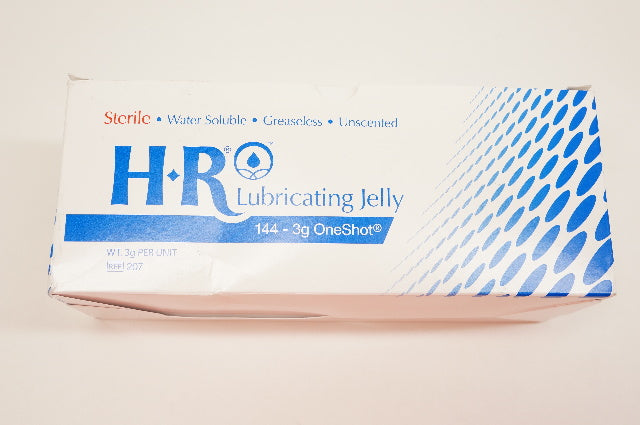 Sterile • Water Soluble • Greaseless • Unscented
H·R® Lubricating Jelly
144 - 3g OneShot®
WT. 3g PER UNIT
REF 207